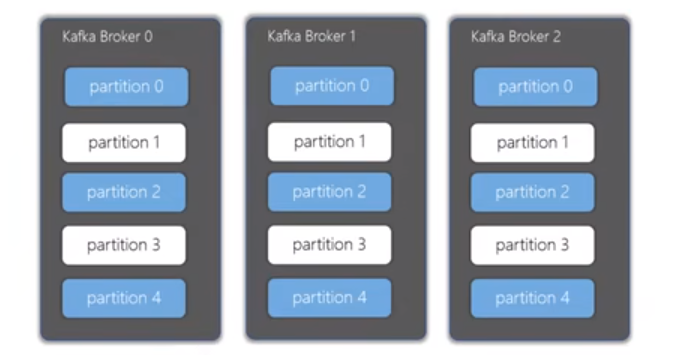 Kafka Broker 0
partition 0
partition 1
partition 2
partition 3
partition 4
Kafka Broker 1
partition 0
partition 1
partition 2
partition 3
partition 4
Kafka Broker 2
partition 0
partition 1
partition 2
partition 3
partition 4